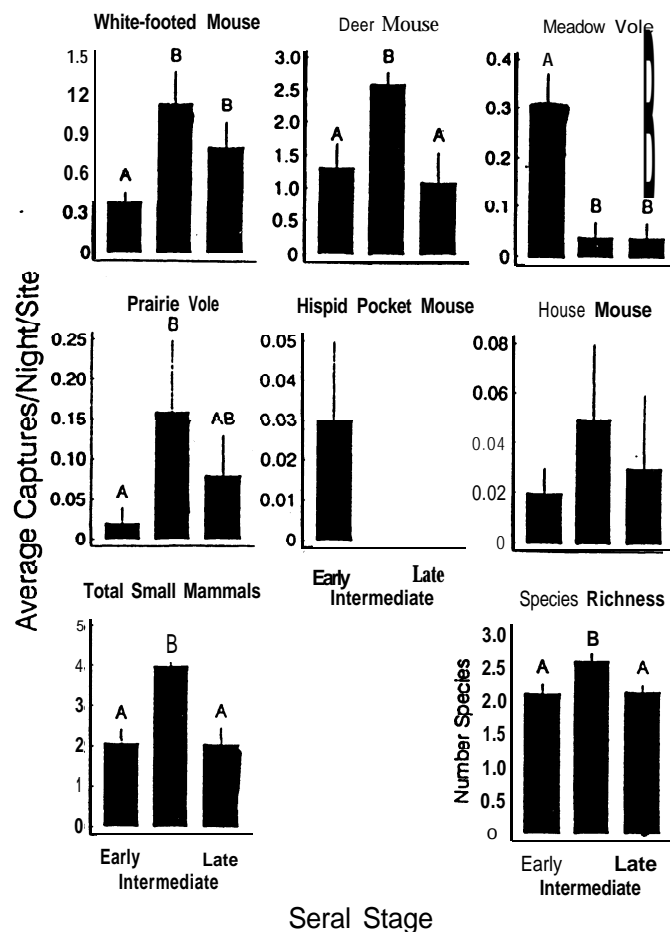 White-footed Mouse
1.5
12
0.9
0.6
0.3
0
A
B
B
Deer Mouse
3.0
2.5
2.0
1.5
1.0
0.5
0
A
B
A
Meadow Vole
0.4
0.3
0.2
0.1
0
A
B
B
Average Captures/Night/Site
Prairie Vole
0.25
0.20
0.15
0.10
0.05
0
A
B
AB
Hispid Pocket Mouse
0.05
0.04
0.03
0.02
0.01
0
Early
Late
Intermediate
House Mouse
0.08
0.06
0.04
0.02
0
Total Small Mammals
5
4
3
2
1
0
A
B
A
Early
Late
Intermediate
Species Richness
Number Species
3.0
2.5
2.0
1.5
1.0
0.5
0
A
B
A
Early
Late
Intermediate
Seral Stage